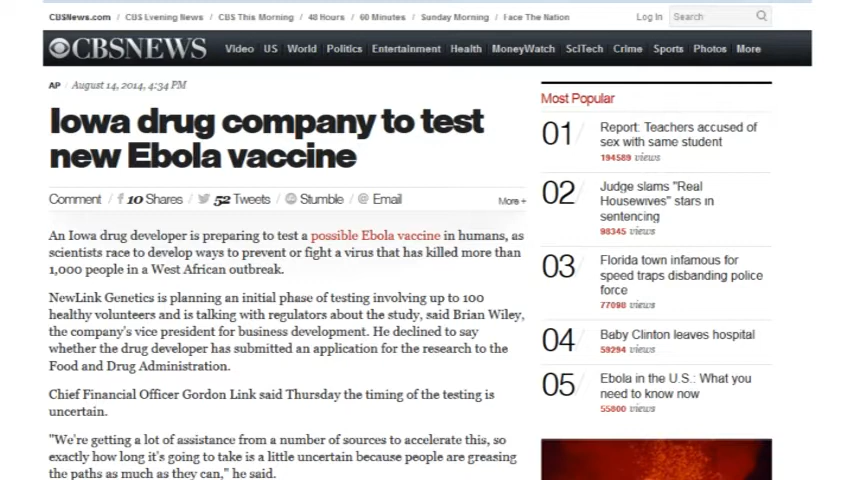 CBSNews.com / CBS Evening News / CBS This Morning / 48 Hours / 60 Minutes / Sunday Morning / Face The Nation
Log In Search
CBSNEWS Video US World Politics Entertainment Health MoneyWatch SciTech Crime Sports Photos More
AP / August 14, 2014, 4:34 PM
Iowa drug company to test
new Ebola vaccine
Comment / 10 Shares / 52 Tweets / Stumble / @ Email More +
An Iowa drug developer is preparing to test a possible Ebola vaccine in humans, as
scientists race to develop ways to prevent or fight a virus that has killed more than
1,000 people in a West African outbreak.
NewLink Genetics is planning an initial phase of testing involving up to 100
healthy volunteers and is talking with regulators about the study, said Brian Wiley,
the company's vice president for business development. He declined to say
whether the drug developer has submitted an application for the research to the
Food and Drug Administration.
Chief Financial Officer Gordon Link said Thursday the timing of the testing is
uncertain.
"We're getting a lot of assistance from a number of sources to accelerate this, so
exactly how long it's going to take is a little uncertain because people are greasing
the paths as much as they can," he said.
Most Popular
01/ Report: Teachers accused of
sex with same student
194589 views
02/ Judge slams "Real
Housewives" stars in
sentencing
98345 views
03/ Florida town infamous for
speed traps disbanding police
force
77098 views
04/ Baby Clinton leaves hospital
59294 views
05/ Ebola in the U.S.: What you
need to know now
55800 views